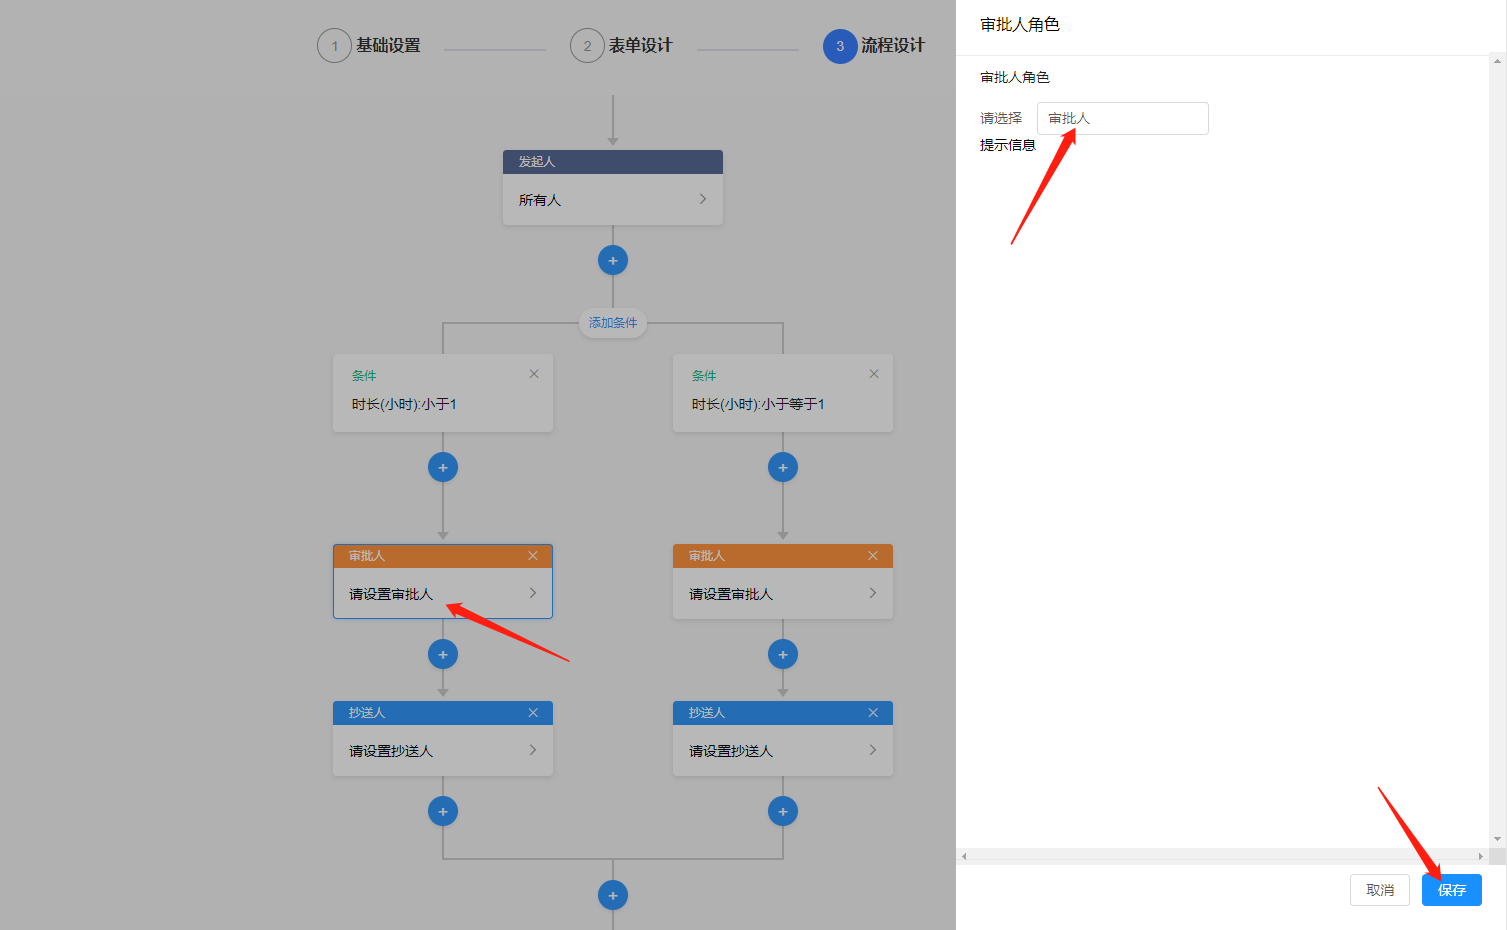 1 基础设置
2 表单设计
3 流程设计
发起人
所有人
添加条件
条件
时长(小时):小于1
条件
时长(小时):小于等于1
审批人
请设置审批人
审批人
请设置审批人
抄送人
请设置抄送人
抄送人
请设置抄送人
审批人角色
审批人角色
请选择 审批人
提示信息
取消 保存